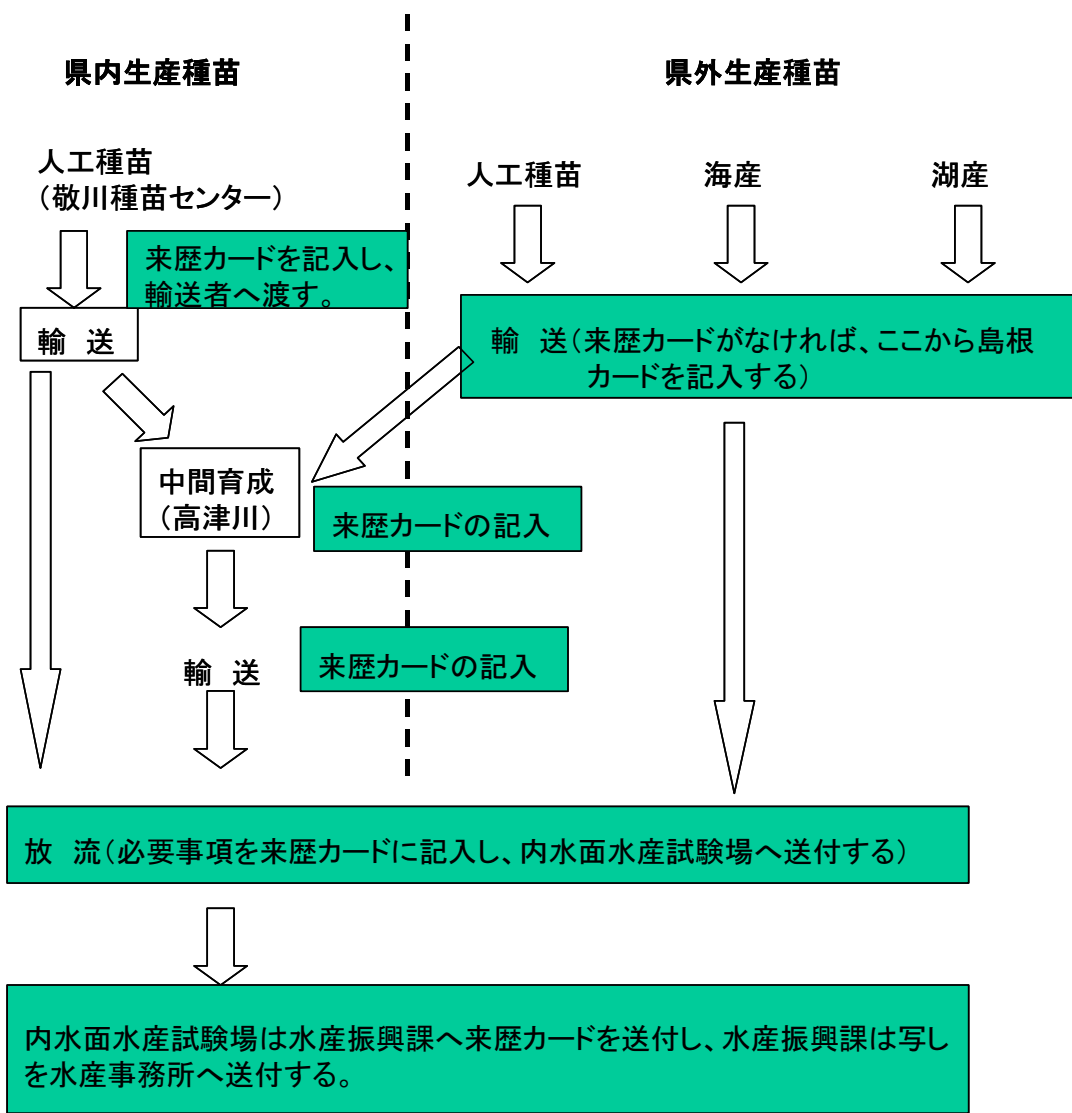 県内生産種苗
県外生産種苗
人工種苗
（敬川種苗センター）
人工種苗
海産
湖産
来歴カードを記入し、
輸送者へ渡す。
輸　送
輸　送（来歴カードがなければ、ここから島根
カードを記入する）
中間育成
（高津川）
来歴カードの記入
輸　送
来歴カードの記入
放　流（必要事項を来歴カードに記入し、内水面水産試験場へ送付する）
内水面水産試験場は水産振興課へ来歴カードを送付し、水産振興課は写し
を水産事務所へ送付する。